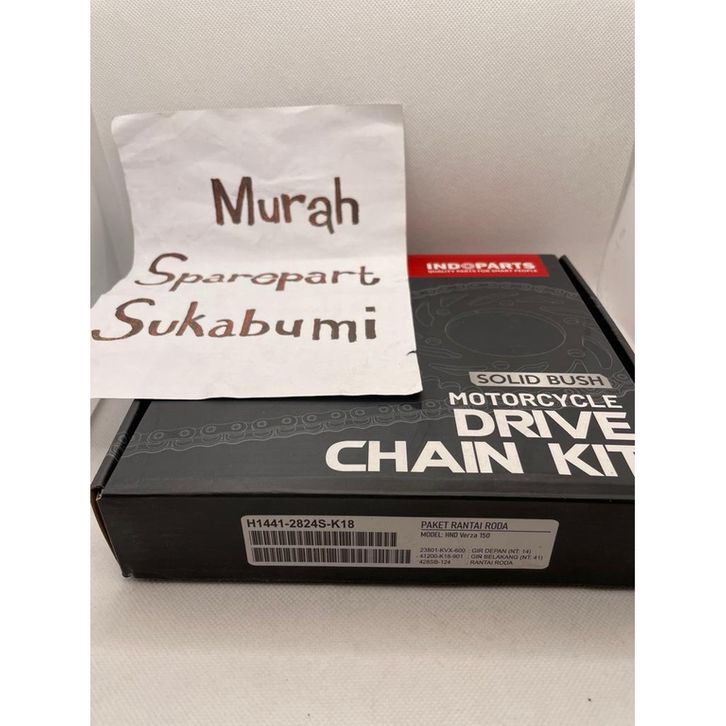 Murah
Sparepart
Sukabumi
INDOPARTS
QUALITY PARTS FOR SMART PEOPLE
SOLID BUSH
MOTORCYCLE
DRIVE
CHAIN KIT
H1441-2824S-K18
PAKET RANTAI RODA
MODEL: HND Verza 150
23801-KVX-600 : GIR DEPAN (NT: 14)
41200-K18-901 : GIR BELAKANG (NT: 41)
428SB-124 : RANTAI RODA